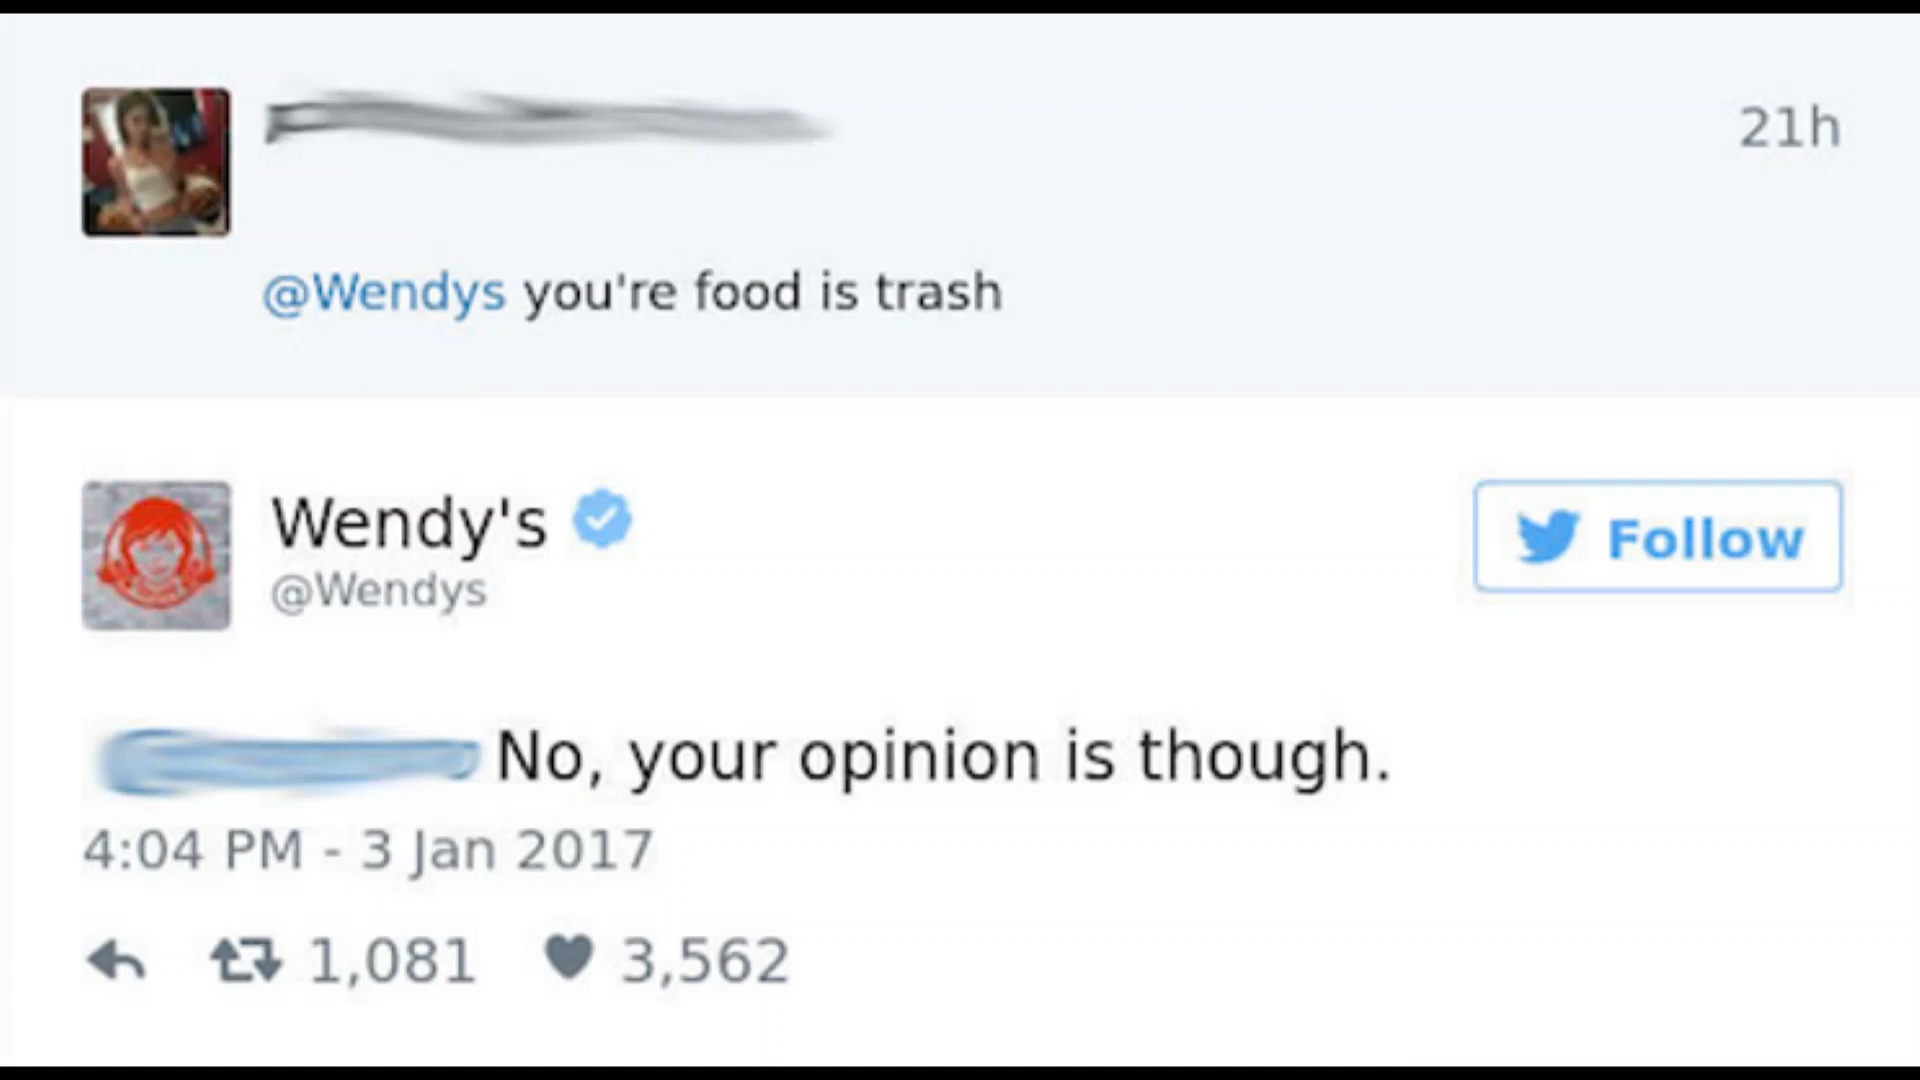 21h
@Wendys you're food is trash
Wendy's
@Wendys
Follow
No, your opinion is though.
4:04 PM - 3 Jan 2017
1,081 3,562